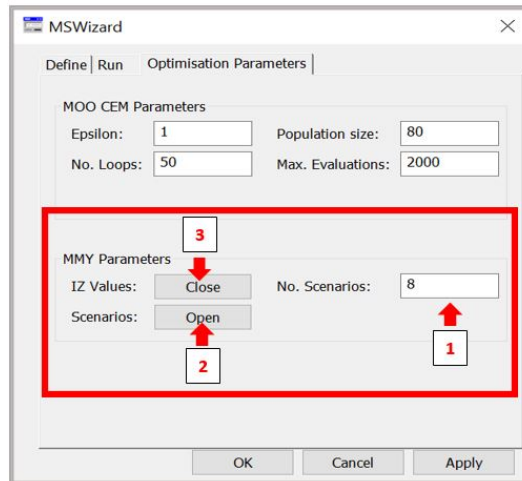 MSWizard
Define Run Optimisation Parameters
MOO CEM Parameters
Epsilon: 1 Population size: 80
No. Loops: 50 Max. Evaluations: 2000
3
MMY Parameters
IZ Values: Close No. Scenarios: 8
Scenarios: Open
1
2
OK Cancel Apply